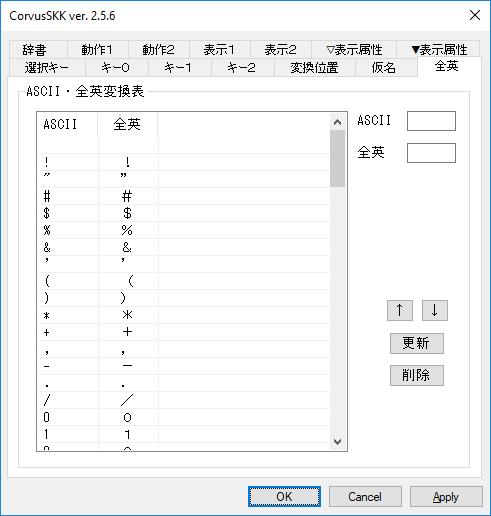 CorvusSKK ver. 2.5.6
辞書 動作1 動作2 表示1 表示2 ▽表示属性 ▼表示属性
選択キー キー0 キー1 キー2 変換位置 仮名 全英
ASCII・全英変換表
ASCII 全英 ASCII
全英
! ！
" ”
# ＃
$ ＄
% ％
& ＆
' ’
( （
) ）
* ＊
+ ＋
, ，
- －
. ．
/ ／
0 ０
1 １
↑ ↓
更新
削除
OK Cancel Apply